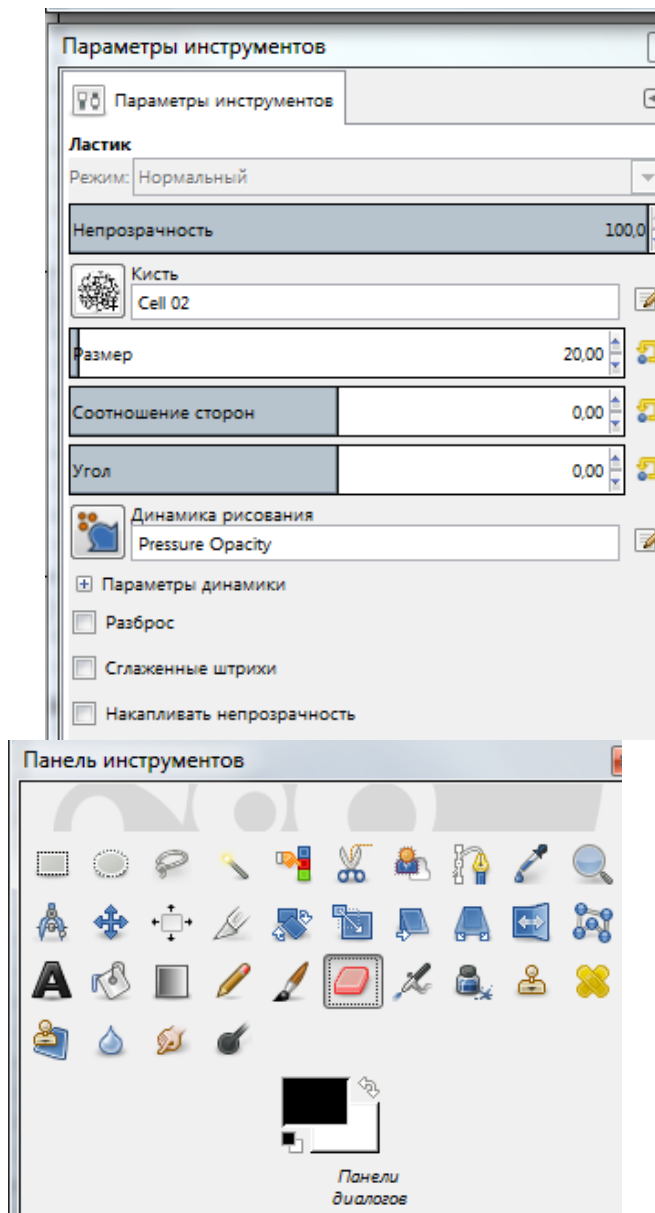 Параметры инструментов
Параметры инструментов
Ластик
Режим: Нормальный
Непрозрачность 100,0
Кисть
Cell 02
Размер 20,00
Соотношение сторон 0,00
Угол 0,00
Динамика рисования
Pressure Opacity
Параметры динамики
Разброс
Сглаженные штрихи
Накапливать непрозрачность
Панель инструментов
Панели
диалогов